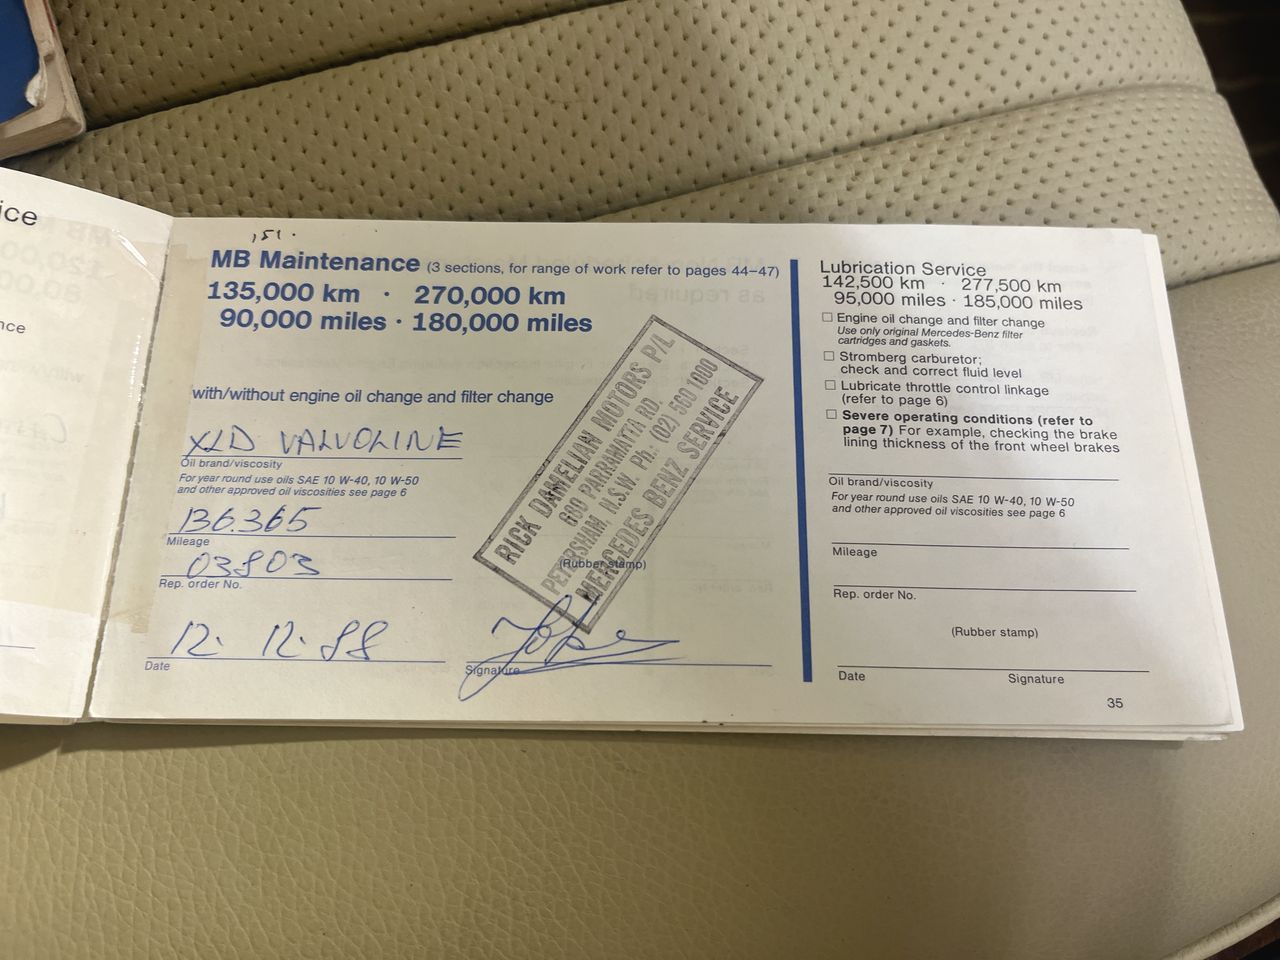 ice
nce
,51.
MB Maintenance (3 sections, for range of work refer to pages 44–47)
135,000 km · 270,000 km
90,000 miles · 180,000 miles
with/without engine oil change and filter change
XLD VALVOLINE
Oil brand/viscosity
For year round use oils SAE 10 W-40, 10 W-50
and other approved oil viscosities see page 6
136.365
Mileage
03803
Rep. order No.
12. 12. 88
Date
RICK DAMELIAN MOTORS P/L
680 PARRAMATTA RD.
PETERSHAM, N.S.W. Ph.: (02) 560 1000
MERCEDES BENZ SERVICE
(Rubber stamp)
Signature
Lubrication Service
142,500 km · 277,500 km
95,000 miles · 185,000 miles
☐ Engine oil change and filter change
Use only original Mercedes-Benz filter
cartridges and gaskets.
☐ Stromberg carburetor;
check and correct fluid level
☐ Lubricate throttle control linkage
(refer to page 6)
☐ Severe operating conditions (refer to
page 7) For example, checking the brake
lining thickness of the front wheel brakes
Oil brand/viscosity
For year round use oils SAE 10 W-40, 10 W-50
and other approved oil viscosities see page 6
Mileage
Rep. order No.
(Rubber stamp)
Date Signature
35